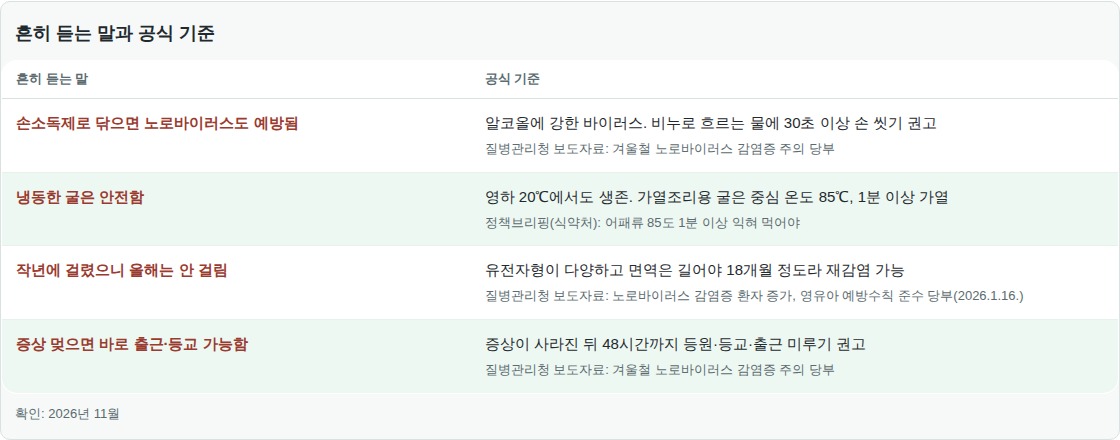 흔히 듣는 말과 공식 기준
흔히 듣는 말 공식 기준
손소독제로 닦으면 노로바이러스도 예방됨 알코올에 강한 바이러스. 비누로 흐르는 물에 30초 이상 손 씻기 권고
질병관리청 보도자료: 겨울철 노로바이러스 감염증 주의 당부
냉동한 굴은 안전함 영하 20℃에서도 생존. 가열조리용 굴은 중심 온도 85℃, 1분 이상 가열
정책브리핑(식약처): 어패류 85도 1분 이상 익혀 먹어야
작년에 걸렸으니 올해는 안 걸림 유전자형이 다양하고 면역은 길어야 18개월 정도라 재감염 가능
질병관리청 보도자료: 노로바이러스 감염증 환자 증가, 영유아 예방수칙 준수 당부(2026.1.16.)
증상 멎으면 바로 출근·등교 가능함 증상이 사라진 뒤 48시간까지 등원·등교·출근 미루기 권고
질병관리청 보도자료: 겨울철 노로바이러스 감염증 주의 당부
확인: 2026년 11월